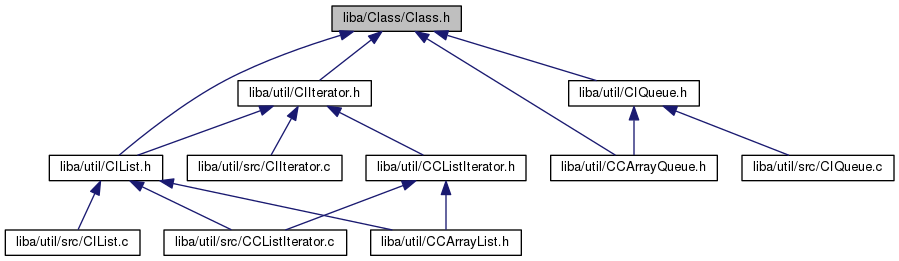 liba/Class/Class.h
liba/util/CIIterator.h
liba/util/CIQueue.h
liba/util/CIList.h
liba/util/src/CIIterator.c
liba/util/CCListIterator.h
liba/util/CCArrayQueue.h
liba/util/src/CIQueue.c
liba/util/src/CIList.c
liba/util/src/CCListIterator.c
liba/util/CCArrayList.h